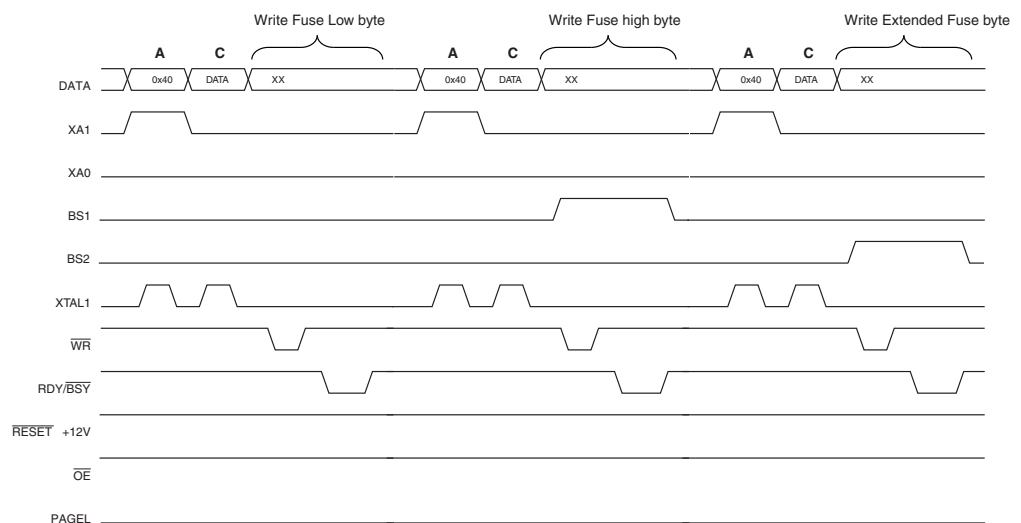 Write Fuse Low byte Write Fuse high byte Write Extended Fuse byte
A C A C A C
DATA 0x40 DATA XX 0x40 DATA XX 0x40 DATA XX
XA1
XA0
BS1
BS2
XTAL1
WR
RDY/BSY
RESET +12V
OE
PAGEL